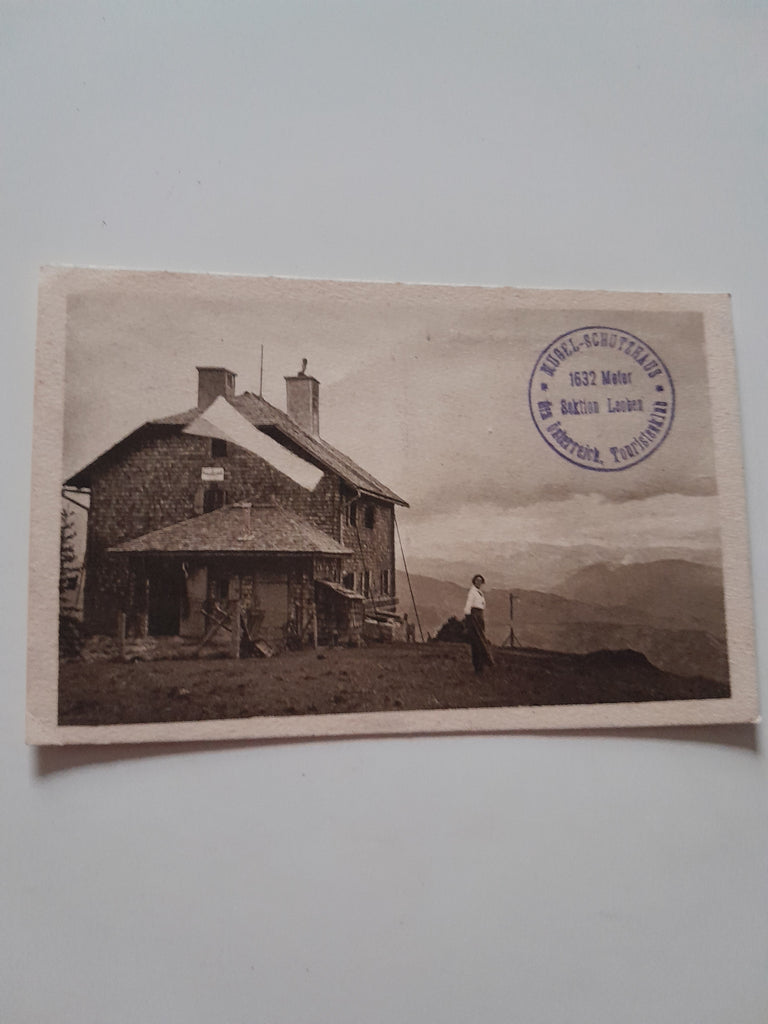 MUGEL-SCHUTZHAUS
1632 Meter
Sektion Leoben
des Österreich. Touristenklub